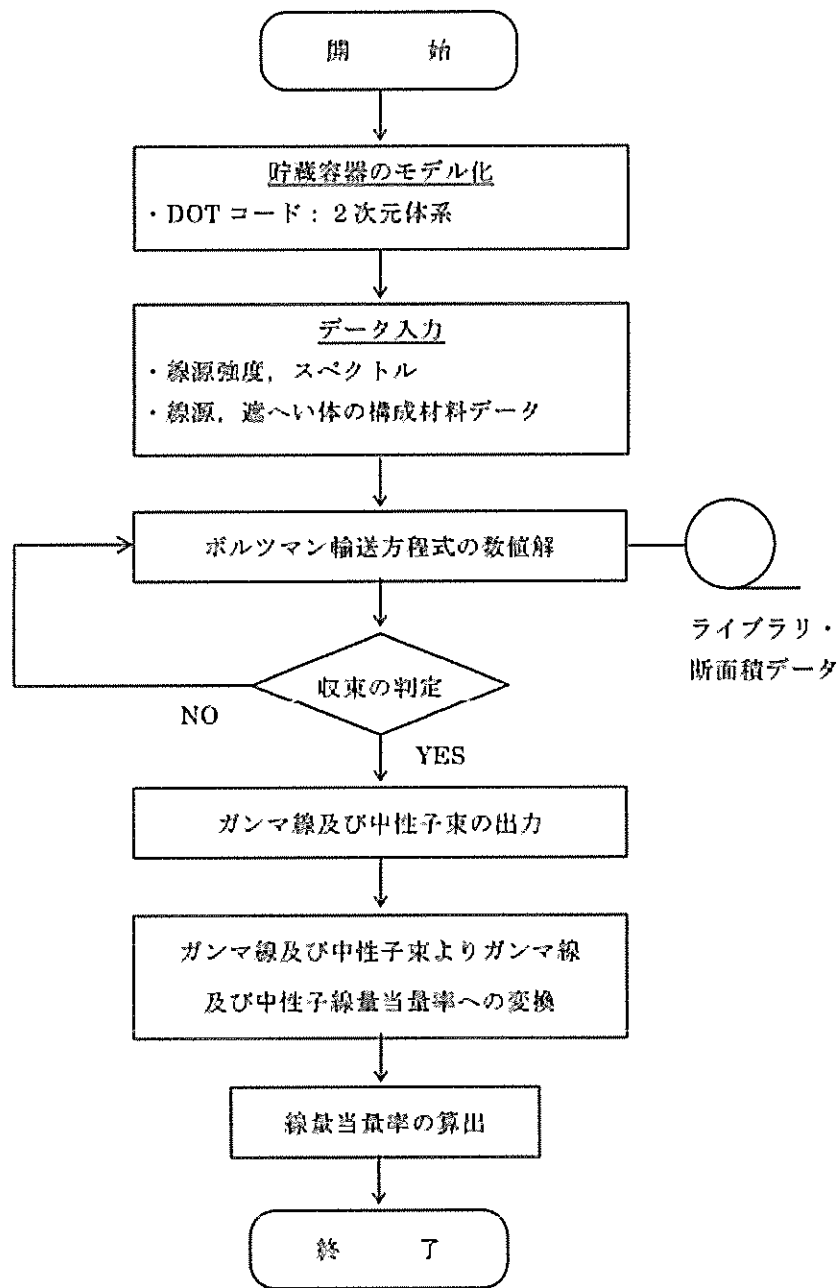 開　始
貯蔵容器のモデル化
・DOT コード：2次元体系
データ入力
・線源強度，スペクトル
・線源，遮へい体の構成材料データ
ボルツマン輸送方程式の数値解
ライブラリ・
断面積データ
収束の判定
NO
YES
ガンマ線及び中性子束の出力
ガンマ線及び中性子束よりガンマ線
及び中性子線量当量率への変換
線量当量率の算出
終　了